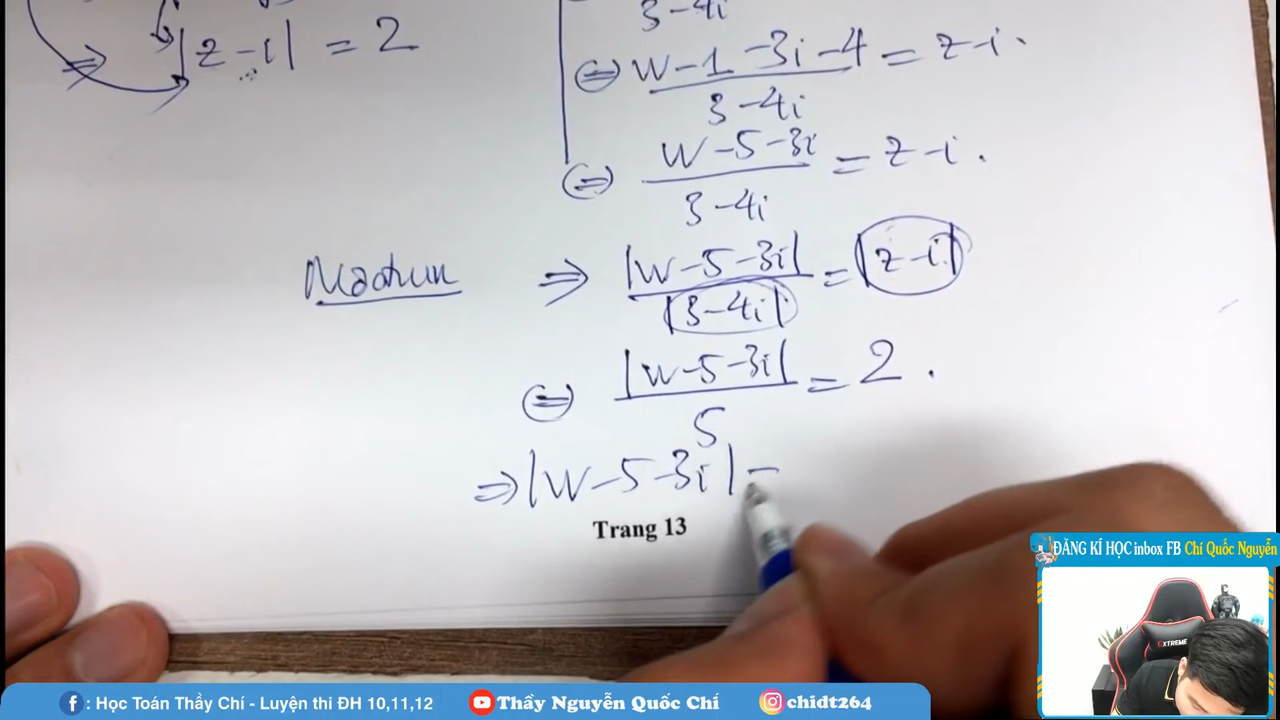 3-4i
=> |z-i| = 2
<=> W-1-3i-4 / 3-4i = z-i.
<=> W-5-3i / 3-4i = z-i.
Modun => |W-5-3i| / |3-4i| = |z-i|
<=> |W-5-3i| / 5 = 2.
=> |W-5-3i| =
Trang 13
ĐĂNG KÍ HỌC inbox FB Chí Quốc Nguyễn
EXTREME
f : Học Toán Thầy Chí - Luyện thi ĐH 10,11,12
Thầy Nguyễn Quốc Chí
chidt264